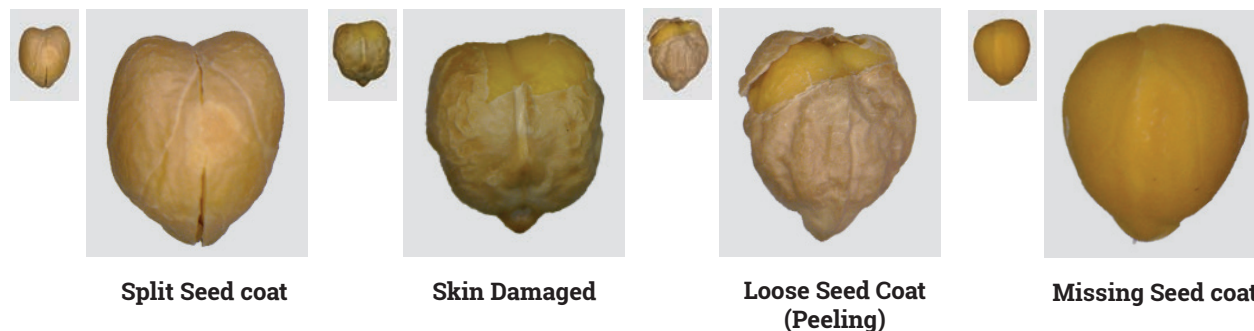 Split Seed coat
Skin Damaged
Loose Seed Coat
(Peeling)
Missing Seed coat